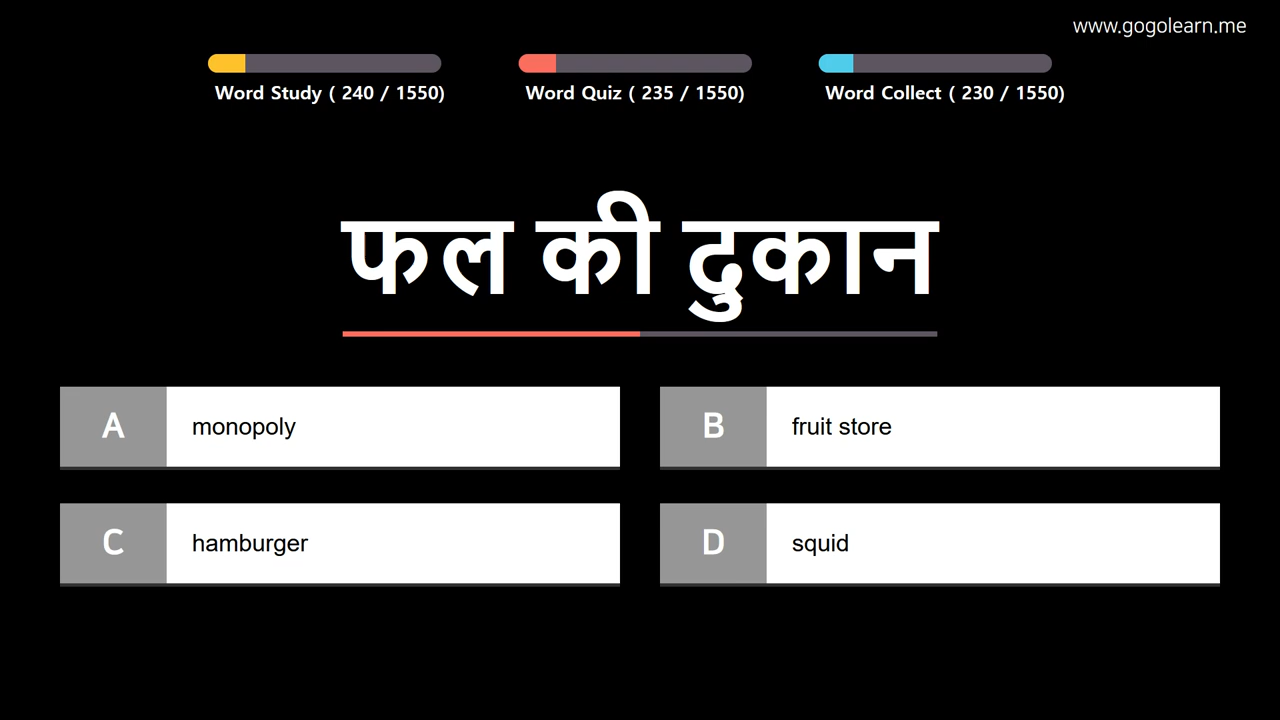 www.gogolearn.me
Word Study ( 240 / 1550)
Word Quiz ( 235 / 1550)
Word Collect ( 230 / 1550)
फल की दुकान
A monopoly
B fruit store
C hamburger
D squid